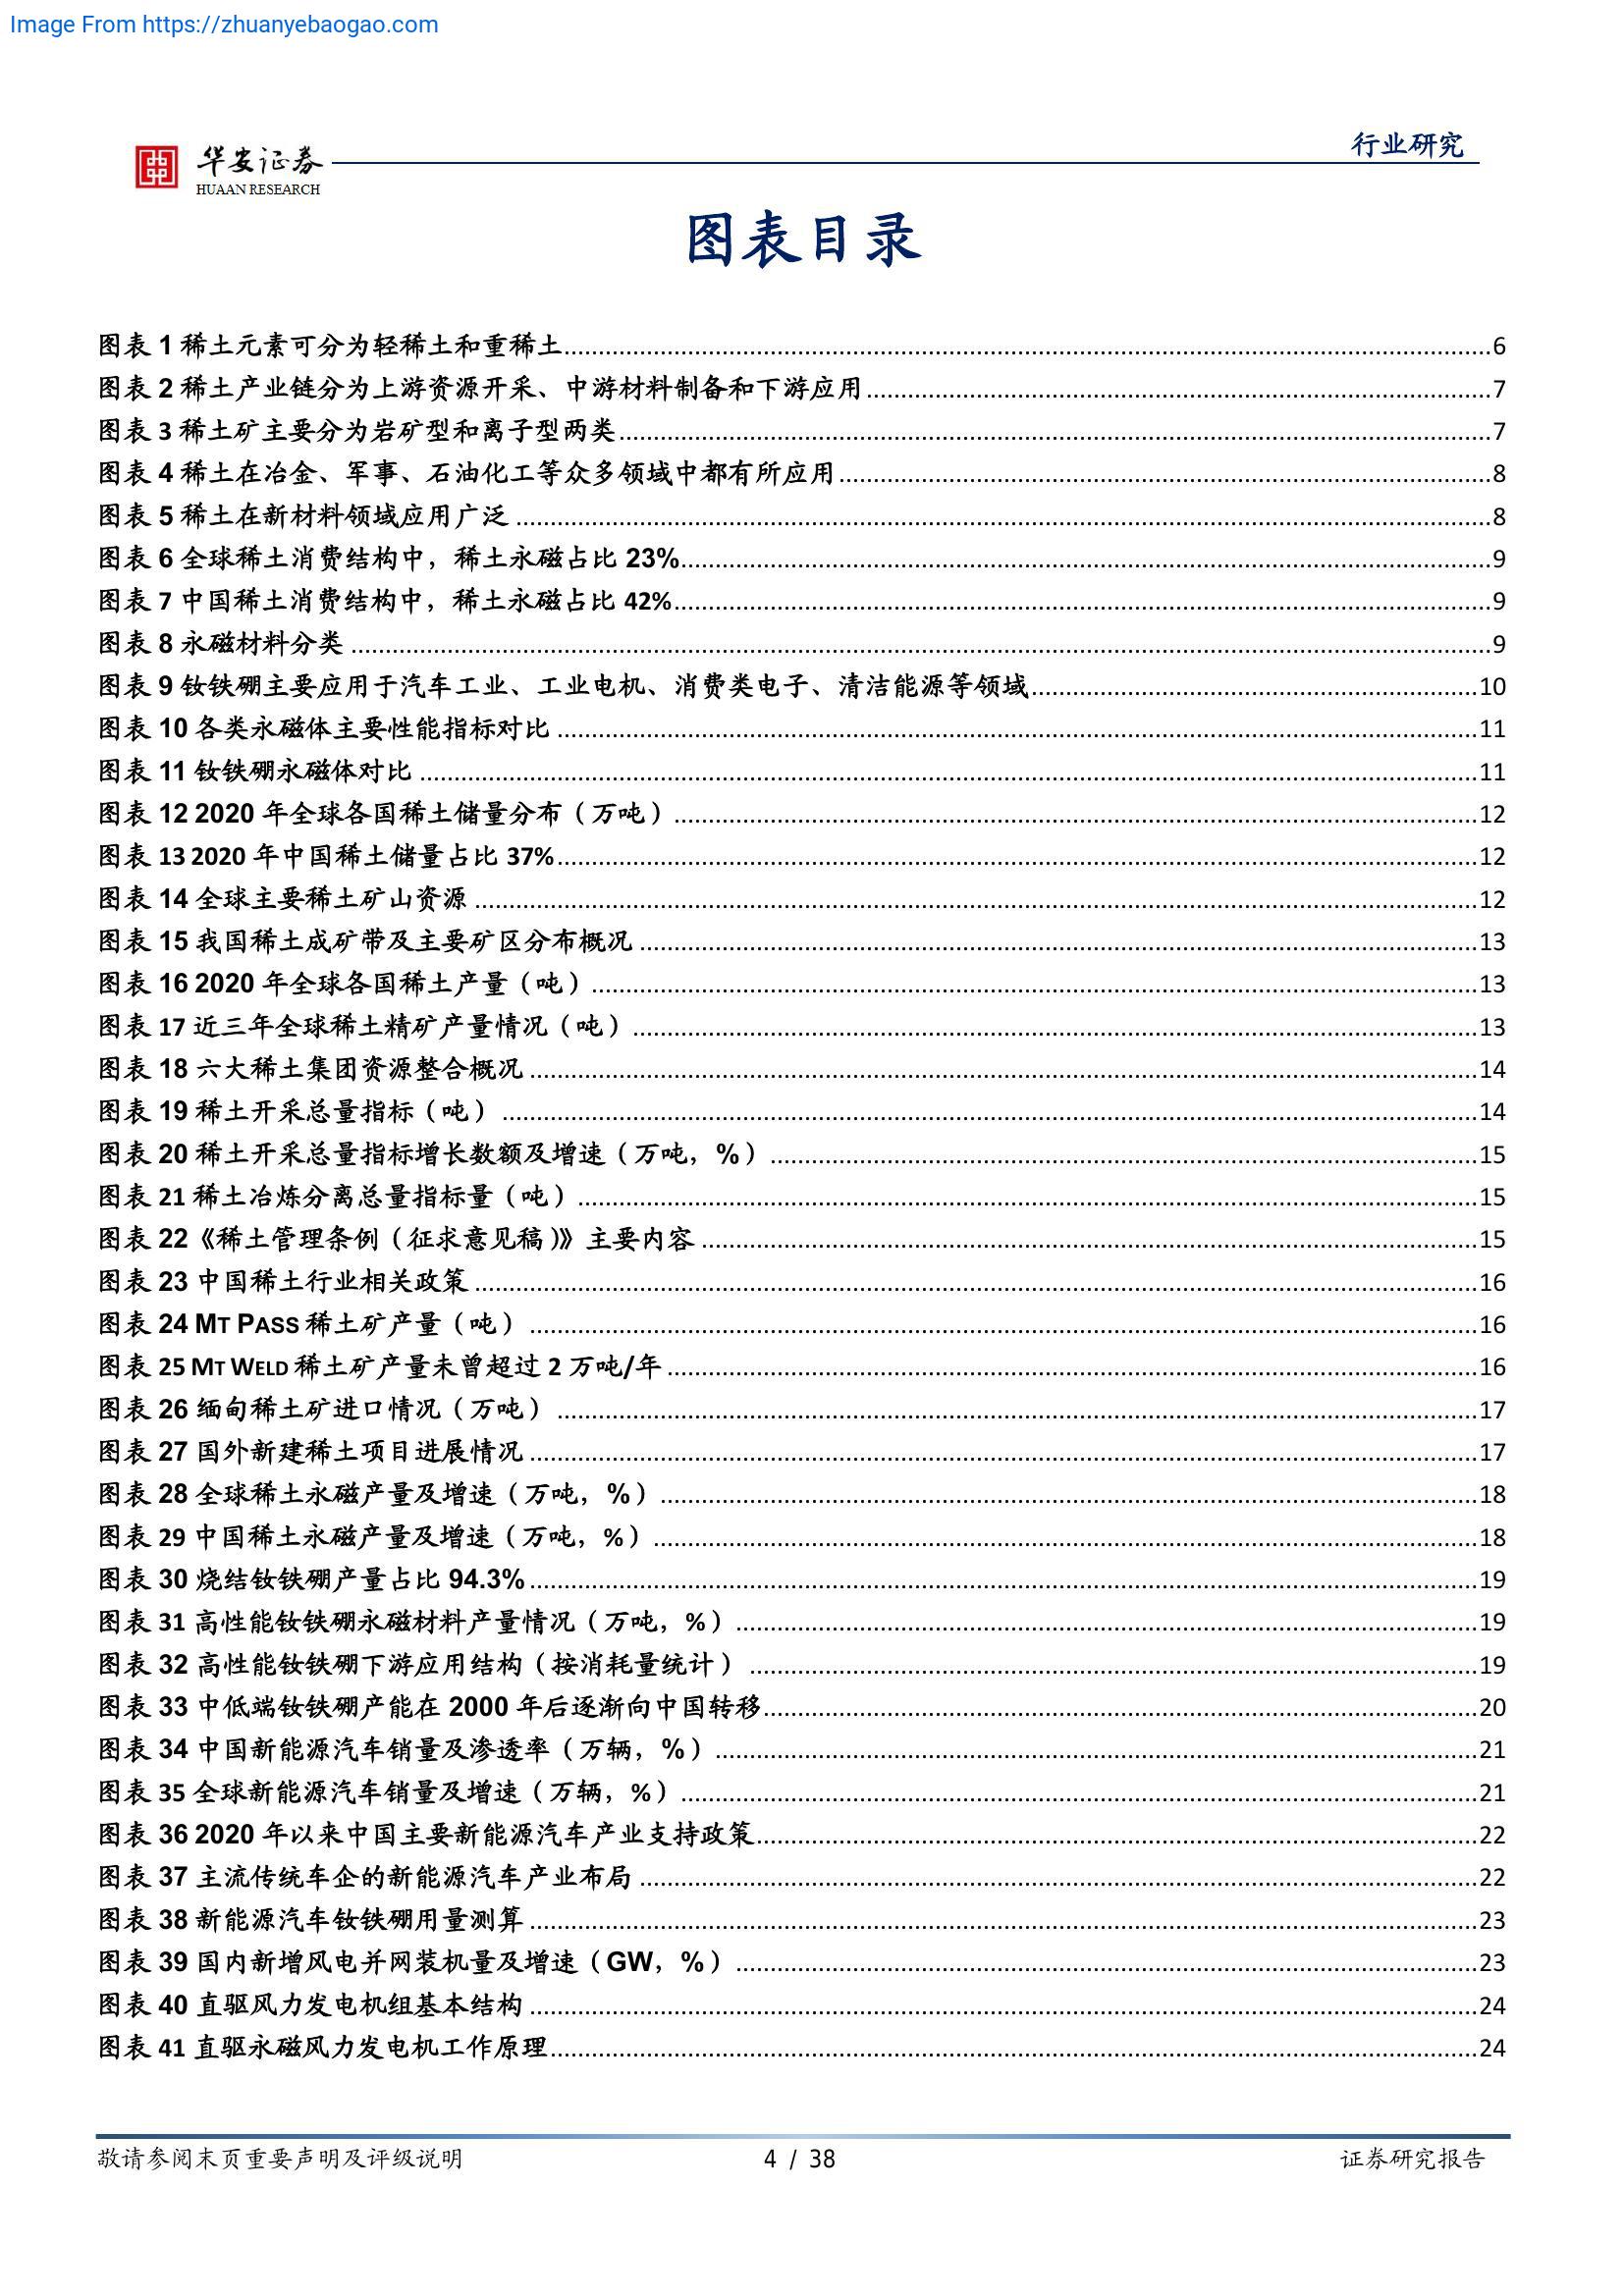 Image From https://zhuanyebaogao.com
华安证券
HUAAN RESEARCH
行业研究
图表目录
图表 1 稀土元素可分为轻稀土和重稀土........6
图表 2 稀土产业链分为上游资源开采、中游材料制备和下游应用........7
图表 3 稀土矿主要分为岩矿型和离子型两类........7
图表 4 稀土在冶金、军事、石油化工等众多领域中都有所应用........8
图表 5 稀土在新材料领域应用广泛........8
图表 6 全球稀土消费结构中，稀土永磁占比 23%........9
图表 7 中国稀土消费结构中，稀土永磁占比 42%........9
图表 8 永磁材料分类........9
图表 9 钕铁硼主要应用于汽车工业、工业电机、消费类电子、清洁能源等领域........10
图表 10 各类永磁体主要性能指标对比........11
图表 11 钕铁硼永磁体对比........11
图表 12 2020 年全球各国稀土储量分布（万吨）........12
图表 13 2020 年中国稀土储量占比 37%........12
图表 14 全球主要稀土矿山资源........12
图表 15 我国稀土成矿带及主要矿区分布概况........13
图表 16 2020 年全球各国稀土产量（吨）........13
图表 17 近三年全球稀土精矿产量情况（吨）........13
图表 18 六大稀土集团资源整合概况........14
图表 19 稀土开采总量指标（吨）........14
图表 20 稀土开采总量指标增长数额及增速（万吨，%）........15
图表 21 稀土冶炼分离总量指标量（吨）........15
图表 22《稀土管理条例（征求意见稿)》主要内容........15
图表 23 中国稀土行业相关政策........16
图表 24 MT PASS 稀土矿产量（吨）........16
图表 25 MT WELD 稀土矿产量未曾超过 2 万吨/年........16
图表 26 缅甸稀土矿进口情况（万吨）........17
图表 27 国外新建稀土项目进展情况........17
图表 28 全球稀土永磁产量及增速（万吨，%）........18
图表 29 中国稀土永磁产量及增速（万吨，%）........18
图表 30 烧结钕铁硼产量占比 94.3%........19
图表 31 高性能钕铁硼永磁材料产量情况（万吨，%）........19
图表 32 高性能钕铁硼下游应用结构（按消耗量统计）........19
图表 33 中低端钕铁硼产能在 2000 年后逐渐向中国转移........20
图表 34 中国新能源汽车销量及渗透率（万辆，%）........21
图表 35 全球新能源汽车销量及增速（万辆，%）........21
图表 36 2020 年以来中国主要新能源汽车产业支持政策........22
图表 37 主流传统车企的新能源汽车产业布局........22
图表 38 新能源汽车钕铁硼用量测算........23
图表 39 国内新增风电并网装机量及增速（GW，%）........23
图表 40 直驱风力发电机组基本结构........24
图表 41 直驱永磁风力发电机工作原理........24
敬请参阅末页重要声明及评级说明 4 / 38 证券研究报告